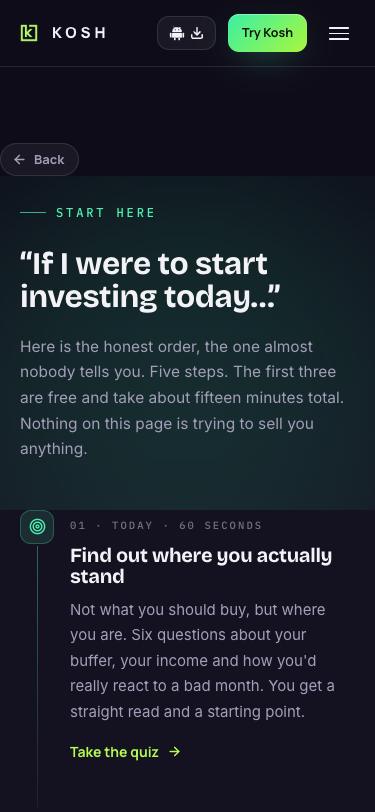 KOSH
Try Kosh
Back
START HERE
“If I were to start
investing today...”
Here is the honest order, the one almost
nobody tells you. Five steps. The first three
are free and take about fifteen minutes total.
Nothing on this page is trying to sell you
anything.
01 · TODAY · 60 SECONDS
Find out where you actually
stand
Not what you should buy, but where
you are. Six questions about your
buffer, your income and how you'd
really react to a bad month. You get a
straight read and a starting point.
Take the quiz